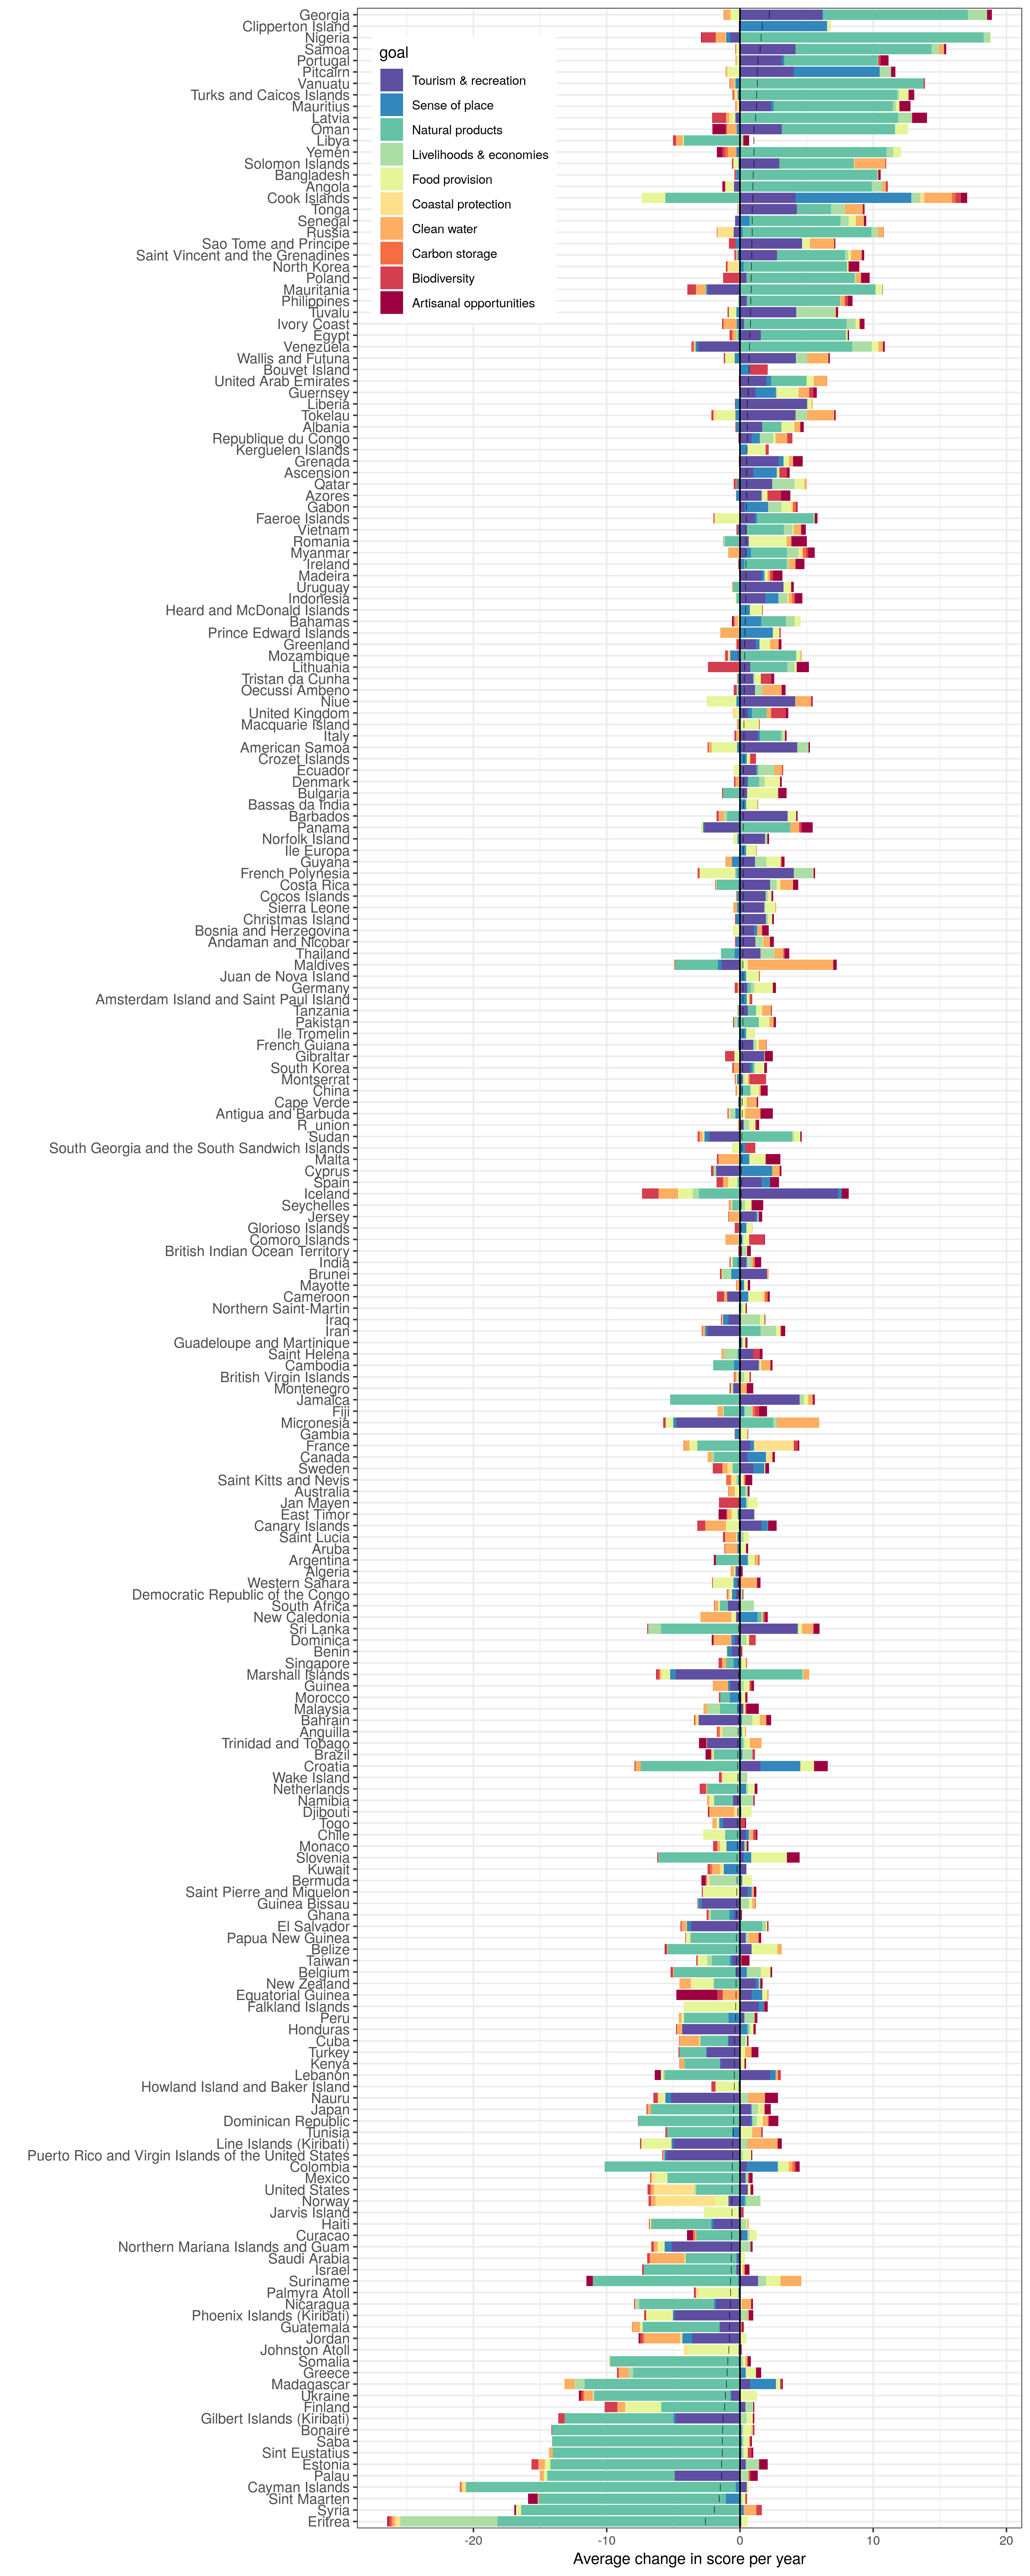 Georgia
Clipperton Island
Nigeria
Samoa
Portugal
Pitcairn
Vanuatu
Turks and Caicos Islands
Mauritius
Latvia
Oman
Libya
Yemen
Solomon Islands
Bangladesh
Angola
Cook Islands
Tonga
Senegal
Russia
Sao Tome and Principe
Saint Vincent and the Grenadines
North Korea
Poland
Mauritania
Philippines
Tuvalu
Ivory Coast
Egypt
Venezuela
Wallis and Futuna
Bouvet Island
United Arab Emirates
Guernsey
Liberia
Tokelau
Albania
Republique du Congo
Kerguelen Islands
Grenada
Ascension
Qatar
Azores
Gabon
Faeroe Islands
Vietnam
Romania
Myanmar
Ireland
Madeira
Uruguay
Indonesia
Heard and McDonald Islands
Bahamas
Prince Edward Islands
Greenland
Mozambique
Lithuania
Tristan da Cunha
Oecussi Ambeno
Niue
United Kingdom
Macquarie Island
Italy
American Samoa
Crozet Islands
Ecuador
Denmark
Bulgaria
Bassas da India
Barbados
Panama
Norfolk Island
Ile Europa
Guyana
French Polynesia
Costa Rica
Cocos Islands
Sierra Leone
Christmas Island
Bosnia and Herzegovina
Andaman and Nicobar
Thailand
Maldives
Juan de Nova Island
Germany
Amsterdam Island and Saint Paul Island
Tanzania
Pakistan
Ile Tromelin
French Guiana
Gibraltar
South Korea
Montserrat
China
Cape Verde
Antigua and Barbuda
R_union
Sudan
South Georgia and the South Sandwich Islands
Malta
Cyprus
Spain
Iceland
Seychelles
Jersey
Glorioso Islands
Comoro Islands
British Indian Ocean Territory
India
Brunei
Mayotte
Cameroon
Northern Saint-Martin
Iraq
Iran
Guadeloupe and Martinique
Saint Helena
Cambodia
British Virgin Islands
Montenegro
Jamaica
Fiji
Micronesia
Gambia
France
Canada
Sweden
Saint Kitts and Nevis
Australia
Jan Mayen
East Timor
Canary Islands
Saint Lucia
Aruba
Argentina
Algeria
Western Sahara
Democratic Republic of the Congo
South Africa
New Caledonia
Sri Lanka
Dominica
Benin
Singapore
Marshall Islands
Guinea
Morocco
Malaysia
Bahrain
Anguilla
Trinidad and Tobago
Brazil
Croatia
Wake Island
Netherlands
Namibia
Djibouti
Togo
Chile
Monaco
Slovenia
Kuwait
Bermuda
Saint Pierre and Miquelon
Guinea Bissau
Ghana
El Salvador
Papua New Guinea
Belize
Taiwan
Belgium
New Zealand
Equatorial Guinea
Falkland Islands
Peru
Honduras
Cuba
Turkey
Kenya
Lebanon
Howland Island and Baker Island
Nauru
Japan
Dominican Republic
Tunisia
Line Islands (Kiribati)
Puerto Rico and Virgin Islands of the United States
Colombia
Mexico
United States
Norway
Jarvis Island
Haiti
Curacao
Northern Mariana Islands and Guam
Saudi Arabia
Israel
Suriname
Palmyra Atoll
Nicaragua
Phoenix Islands (Kiribati)
Guatemala
Jordan
Johnston Atoll
Somalia
Greece
Madagascar
Ukraine
Finland
Gilbert Islands (Kiribati)
Bonaire
Saba
Sint Eustatius
Estonia
Palau
Cayman Islands
Sint Maarten
Syria
Eritrea
goal
Tourism & recreation
Sense of place
Natural products
Livelihoods & economies
Food provision
Coastal protection
Clean water
Carbon storage
Biodiversity
Artisanal opportunities
-20 -10 0 10 20
Average change in score per year